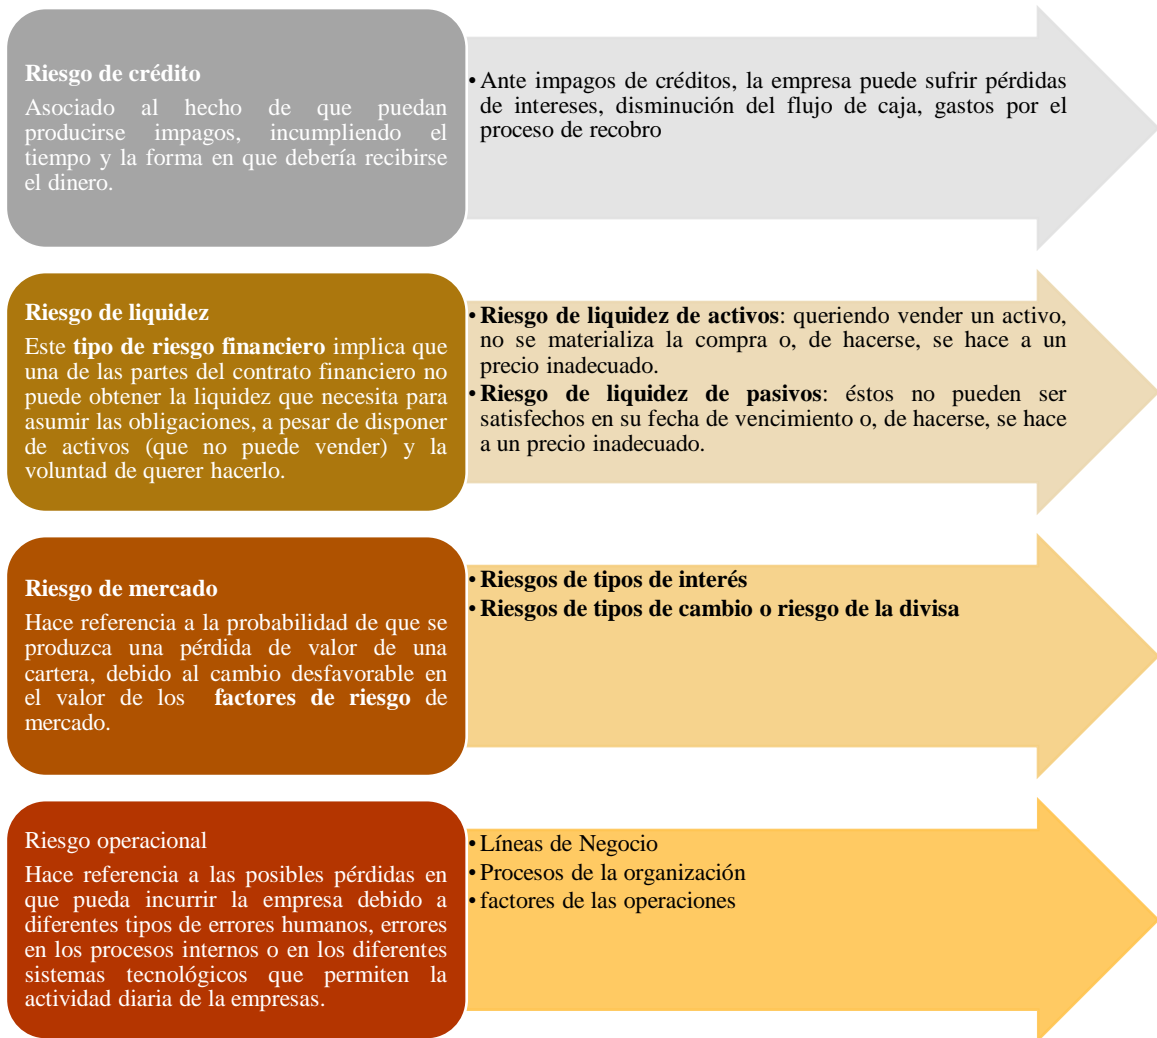 Riesgo de crédito
Asociado al hecho de que puedan
producirse impagos, incumpliendo el
tiempo y la forma en que debería recibirse
el dinero.
• Ante impagos de créditos, la empresa puede sufrir pérdidas
de intereses, disminución del flujo de caja, gastos por el
proceso de recobro
Riesgo de liquidez
Este tipo de riesgo financiero implica que
una de las partes del contrato financiero no
puede obtener la liquidez que necesita para
asumir las obligaciones, a pesar de disponer
de activos (que no puede vender) y la
voluntad de querer hacerlo.
• Riesgo de liquidez de activos: queriendo vender un activo,
no se materializa la compra o, de hacerse, se hace a un
precio inadecuado.
• Riesgo de liquidez de pasivos: éstos no pueden ser
satisfechos en su fecha de vencimiento o, de hacerse, se hace
a un precio inadecuado.
Riesgo de mercado
Hace referencia a la probabilidad de que se
produzca una pérdida de valor de una
cartera, debido al cambio desfavorable en
el valor de los factores de riesgo de
mercado.
• Riesgos de tipos de interés
• Riesgos de tipos de cambio o riesgo de la divisa
Riesgo operacional
Hace referencia a las posibles pérdidas en
que pueda incurrir la empresa debido a
diferentes tipos de errores humanos, errores
en los procesos internos o en los diferentes
sistemas tecnológicos que permiten la
actividad diaria de la empresas.
• Líneas de Negocio
• Procesos de la organización
• factores de las operaciones